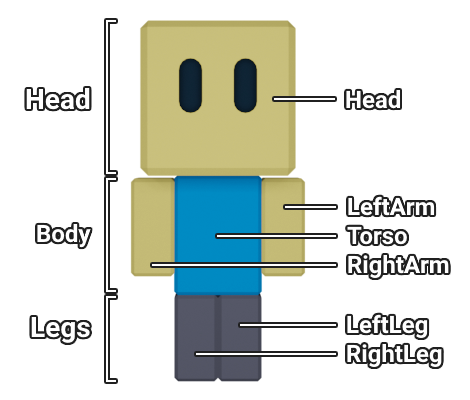 Head
Head
Body
LeftArm
Torso
RightArm
Legs
LeftLeg
RightLeg